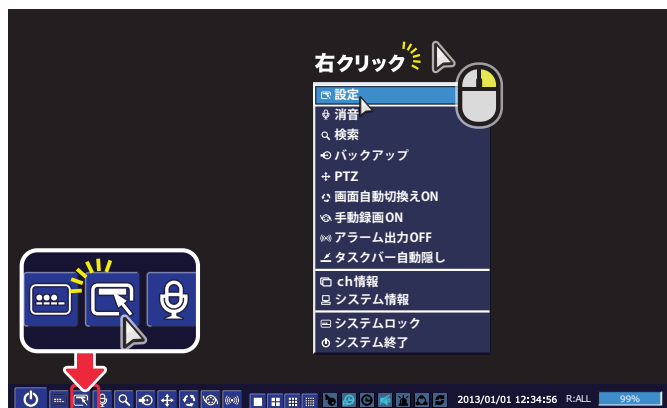 右クリック
設定
消音
検索
バックアップ
PTZ
画面自動切換えON
手動録画ON
アラーム出力OFF
タスクバー自動隠し
ch情報
システム情報
システムロック
システム終了
2013/01/01 12:34:56 R:ALL 99%